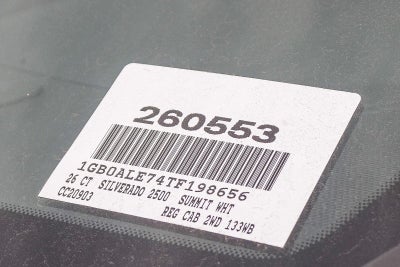 260553
1GB0ALE74TF198656
26 CT SILVERADO 2500 SUMMIT WHT
CC20903 REG CAB 2WD 133WB